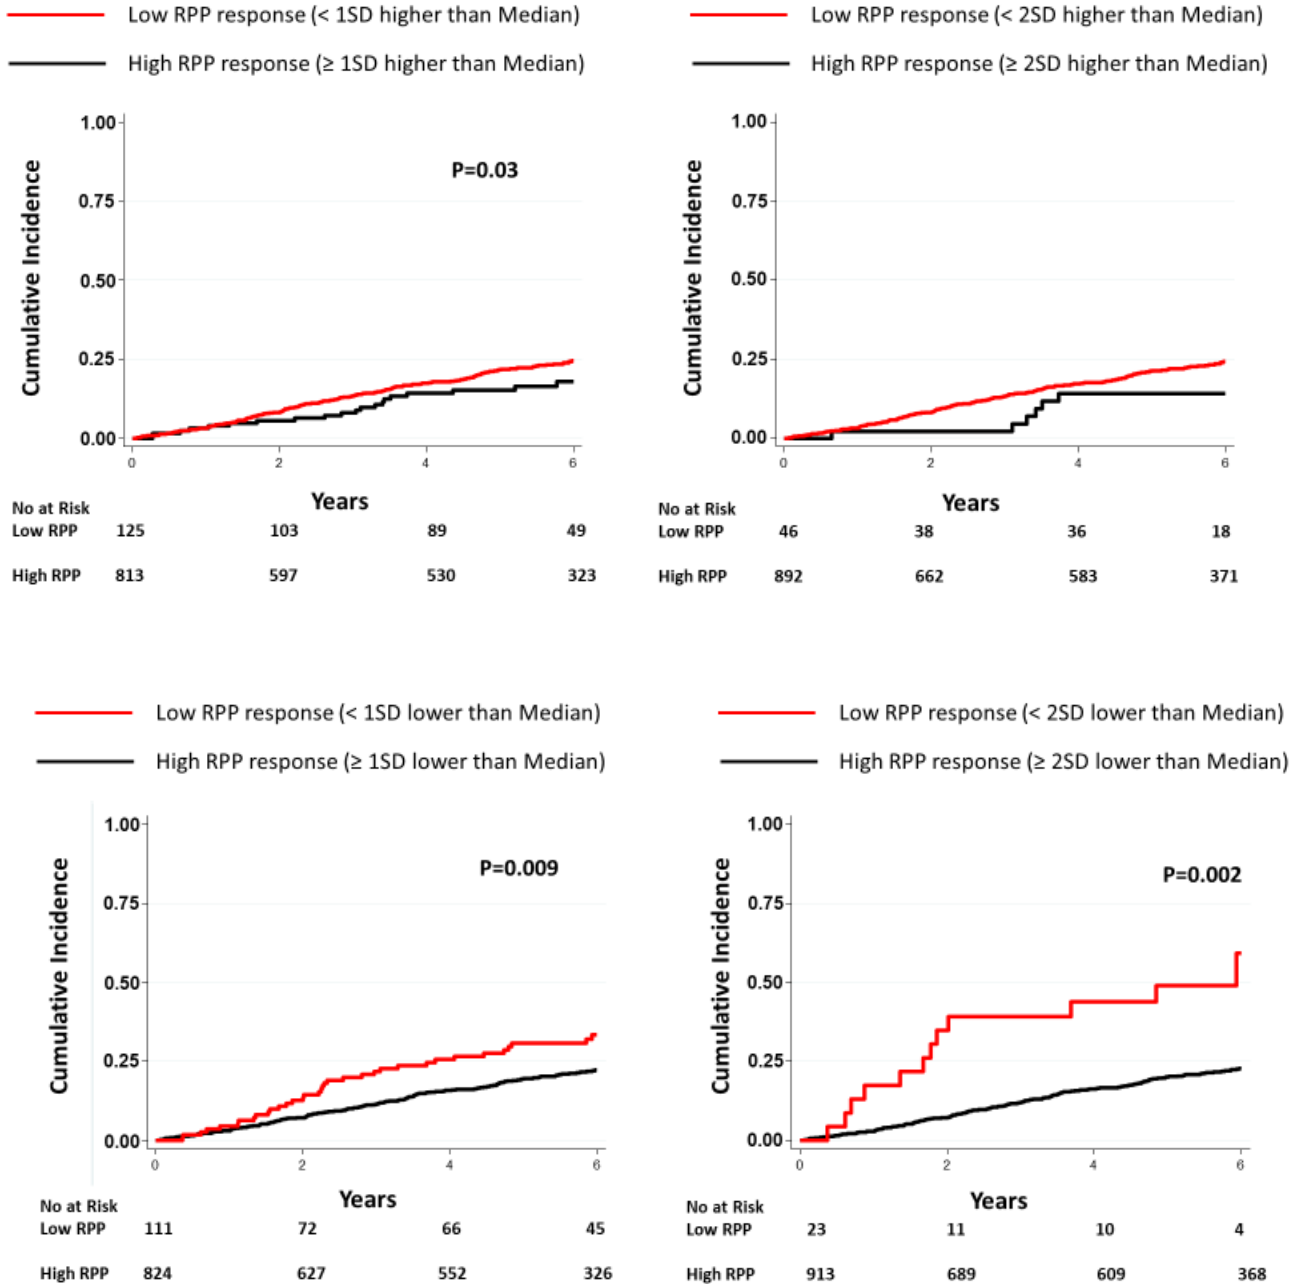 Low RPP response (< 1SD higher than Median)
High RPP response (≥ 1SD higher than Median)
1.00
0.75
0.50
0.25
0.00
Cumulative Incidence
P=0.03
0 2 4 6
Years
No at Risk
Low RPP 125 103 89 49
High RPP 813 597 530 323
Low RPP response (< 2SD higher than Median)
High RPP response (≥ 2SD higher than Median)
1.00
0.75
0.50
0.25
0.00
Cumulative Incidence
0 2 4 6
Years
No at Risk
Low RPP 46 38 36 18
High RPP 892 662 583 371
Low RPP response (< 1SD lower than Median)
High RPP response (≥ 1SD lower than Median)
1.00
0.75
0.50
0.25
0.00
Cumulative Incidence
P=0.009
0 2 4 6
Years
No at Risk
Low RPP 111 72 66 45
High RPP 824 627 552 326
Low RPP response (< 2SD lower than Median)
High RPP response (≥ 2SD lower than Median)
1.00
0.75
0.50
0.25
0.00
Cumulative Incidence
P=0.002
0 2 4 6
Years
No at Risk
Low RPP 23 11 10 4
High RPP 913 689 609 368